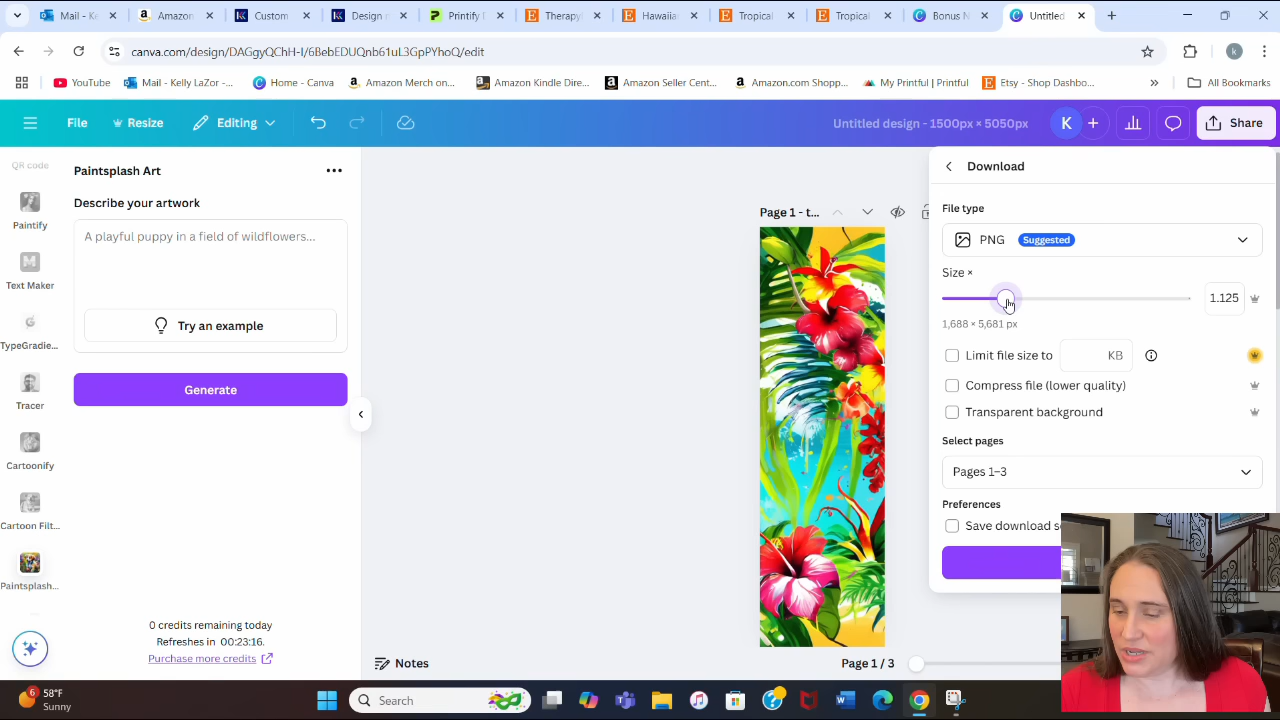 Mail - Ke
Amazon
Custom
Design m
Printify D
Therapy
Hawaiian
Tropical
Tropical
Bonus N
Untitled
canva.com/design/DAGgyQChH-I/6BebEDUQnb61uL3GpPYhoQ/edit
k
YouTube
Mail - Kelly LaZor -...
Home - Canva
Amazon Merch on...
Amazon Kindle Dire...
Amazon Seller Cent...
Amazon.com Shopp...
My Printful | Printful
Etsy - Shop Dashbo...
All Bookmarks
File
Resize
Editing
Untitled design - 1500px × 5050px
K
Share
QR code
Paintify
Text Maker
TypeGradie...
Tracer
Cartoonify
Cartoon Filt...
Paintsplash...
Paintsplash Art
Describe your artwork
A playful puppy in a field of wildflowers...
Try an example
Generate
0 credits remaining today
Refreshes in 00:23:16.
Purchase more credits
Page 1 - t...
Notes
Page 1 / 3
Download
File type
PNG Suggested
Size ×
1.125
1,688 × 5,681 px
Limit file size to
KB
Compress file (lower quality)
Transparent background
Select pages
Pages 1–3
Preferences
Save download
6
58°F
Sunny
Search